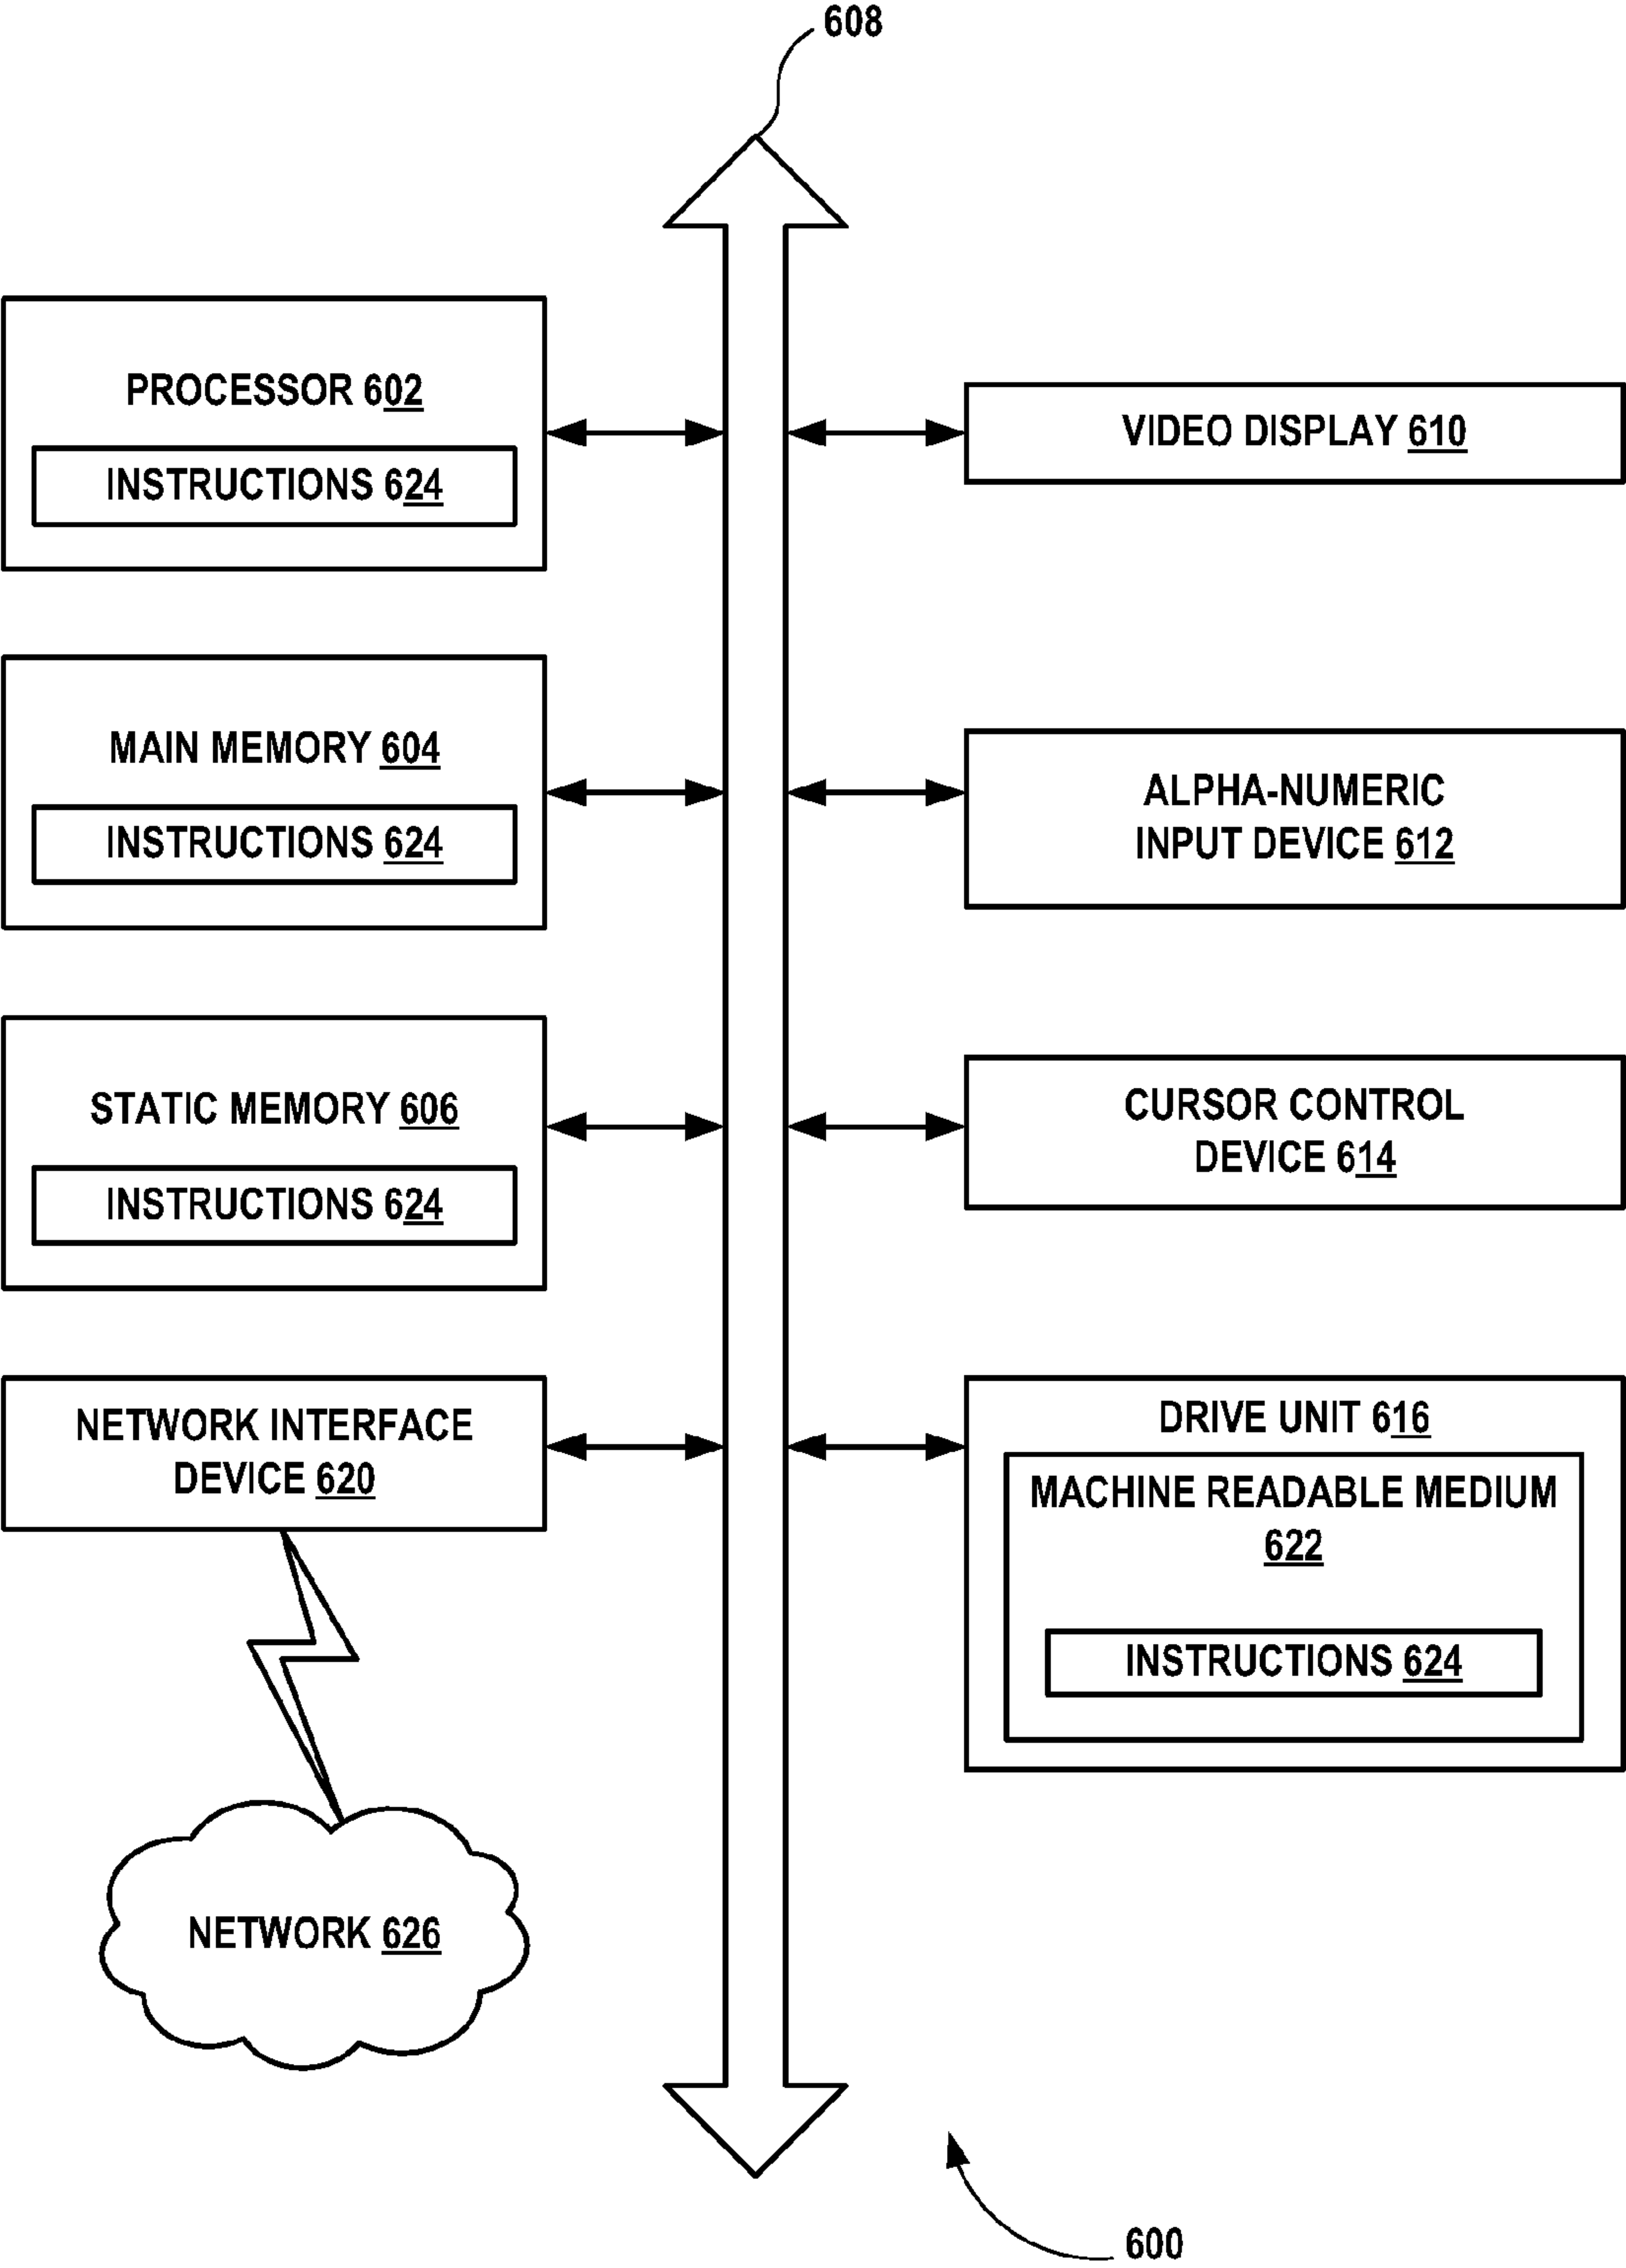 608
PROCESSOR 602
INSTRUCTIONS 624
MAIN MEMORY 604
INSTRUCTIONS 624
STATIC MEMORY 606
INSTRUCTIONS 624
NETWORK INTERFACE
DEVICE 620
NETWORK 626
VIDEO DISPLAY 610
ALPHA-NUMERIC
INPUT DEVICE 612
CURSOR CONTROL
DEVICE 614
DRIVE UNIT 616
MACHINE READABLE MEDIUM
622
INSTRUCTIONS 624
600